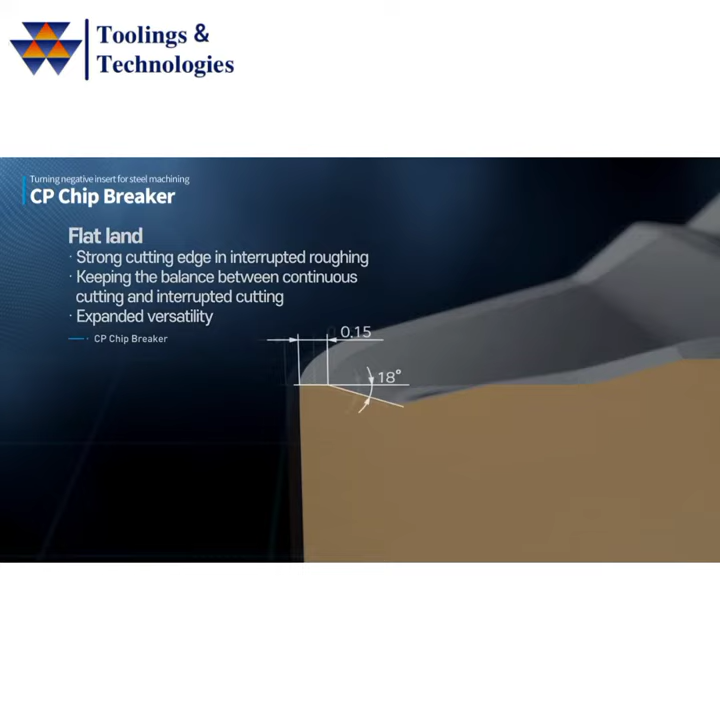 Toolings &
Technologies
Turning negative insert for steel machining
CP Chip Breaker
Flat land
· Strong cutting edge in interrupted roughing
· Keeping the balance between continuous
cutting and interrupted cutting
· Expanded versatility
CP Chip Breaker
0.15
18°